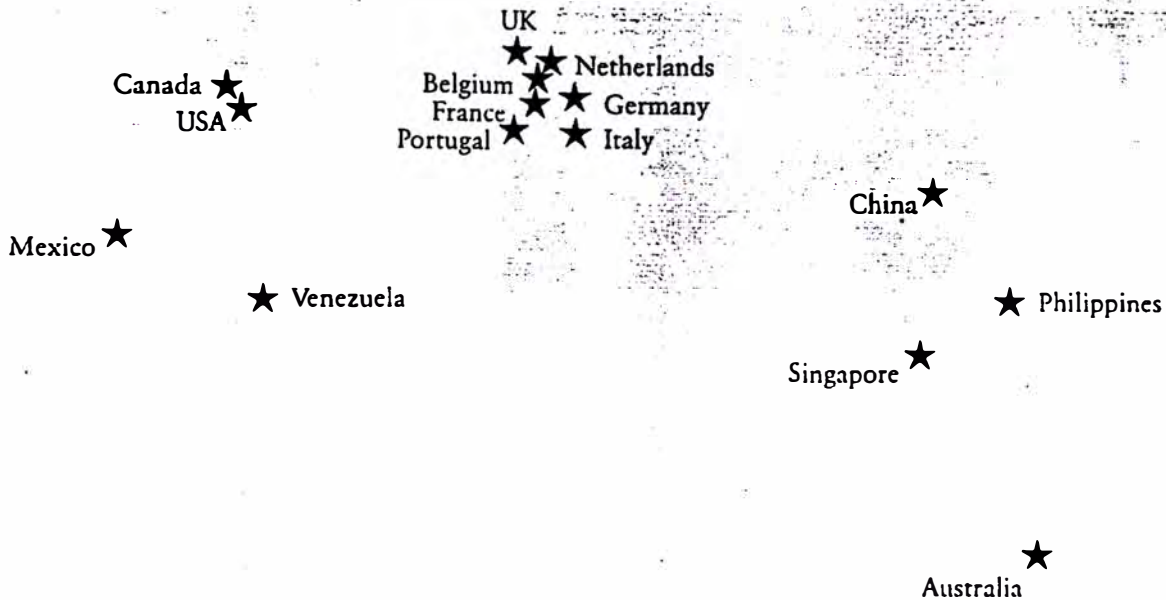 UK
Netherlands
Canada
Belgium
USA
France
Germany
Portugal
Italy
China
Mexico
Venezuela
Philippines
Singapore
Australia